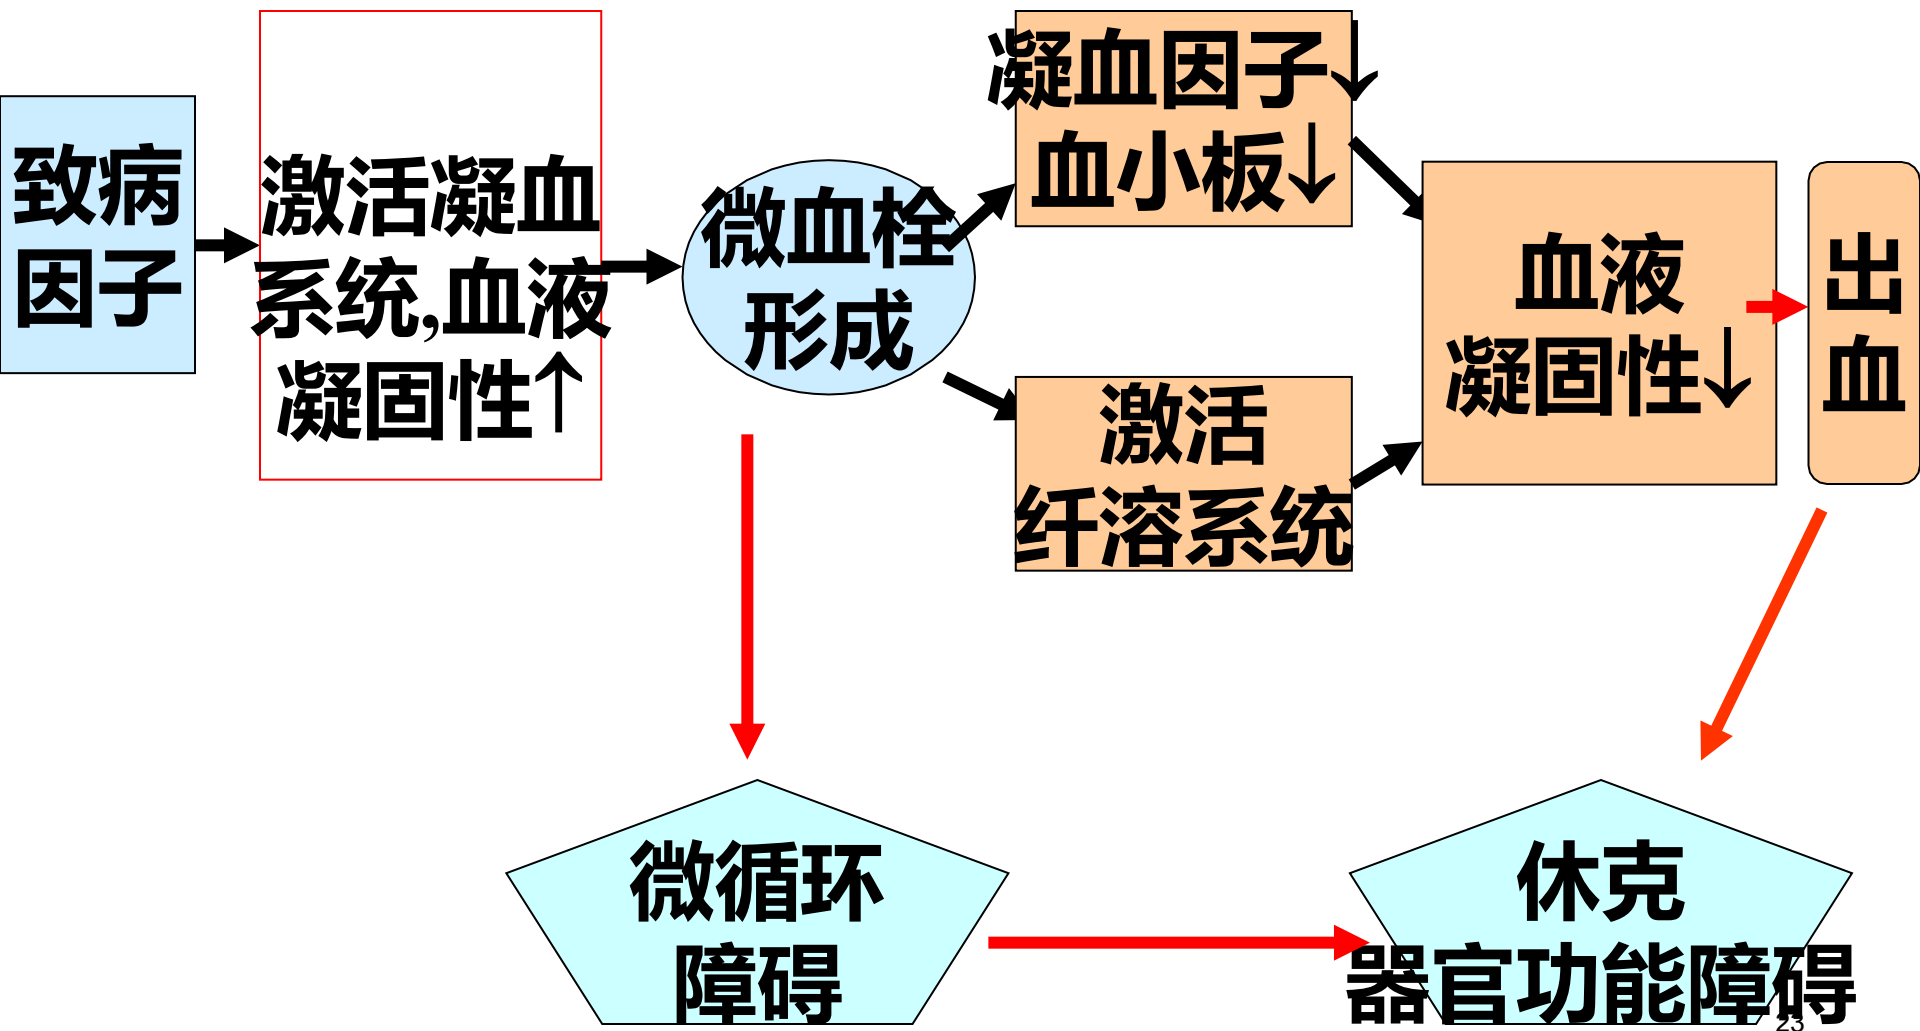 致病
因子
激活凝血
系统,血液
凝固性↑
微血栓
形成
凝血因子↓
血小板↓
激活
纤溶系统
血液
凝固性↓
出
血
微循环
障碍
休克
器官功能障碍
23